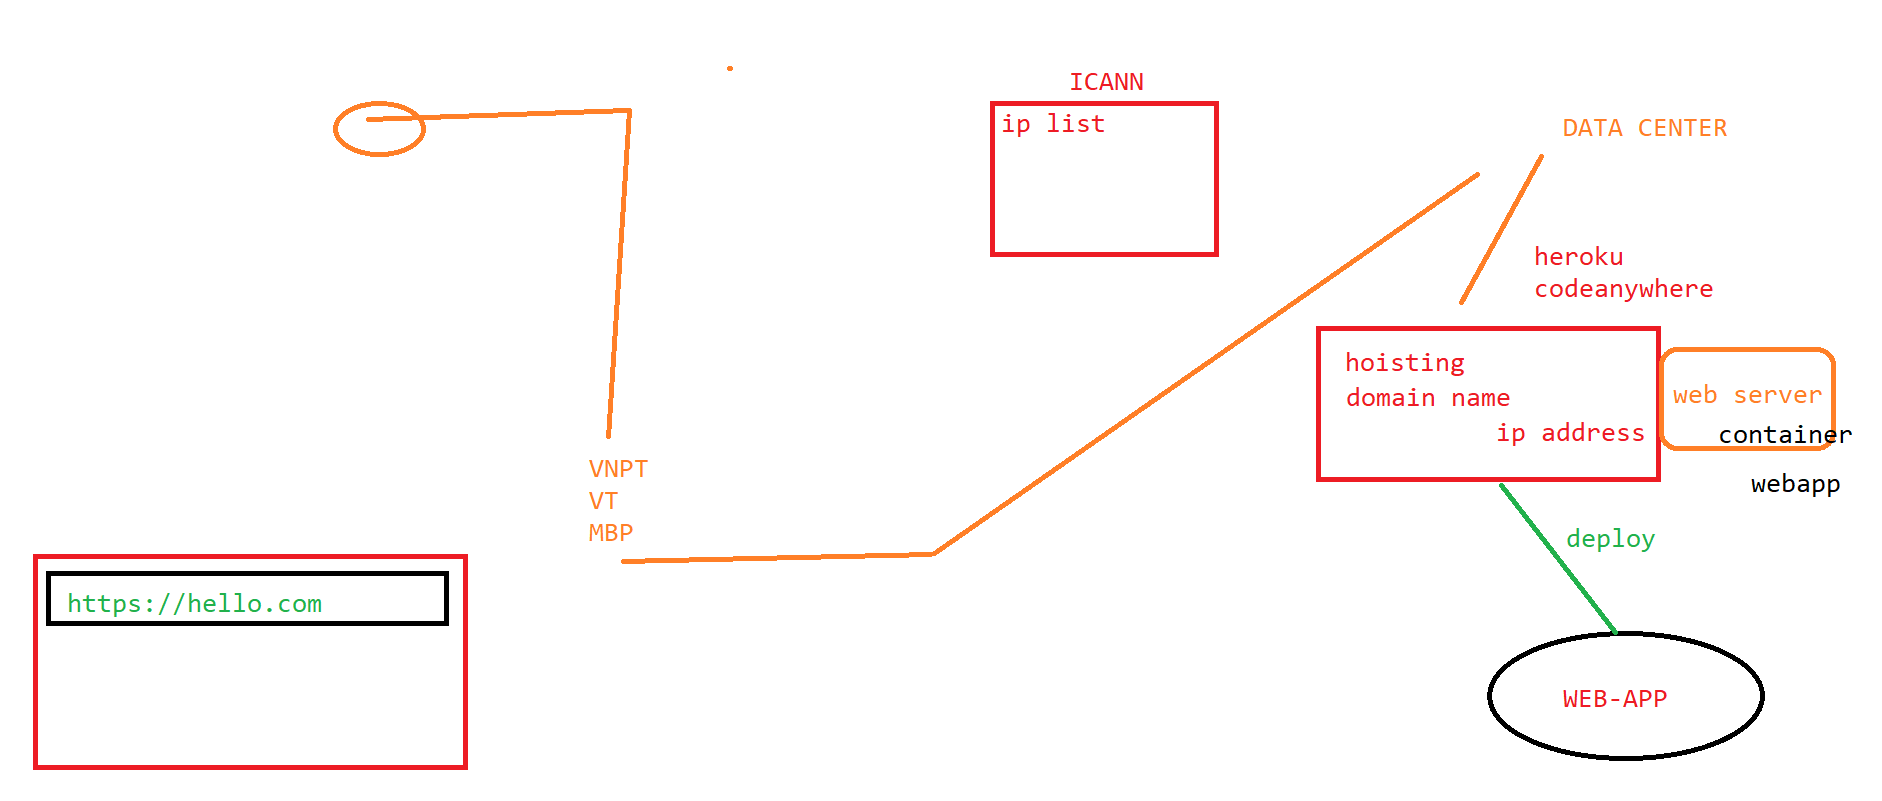 ICANN
ip list
DATA CENTER
heroku
codeanywhere
hoisting
domain name
ip address
web server
container
webapp
VNPT
VT
MBP
deploy
https://hello.com
WEB-APP